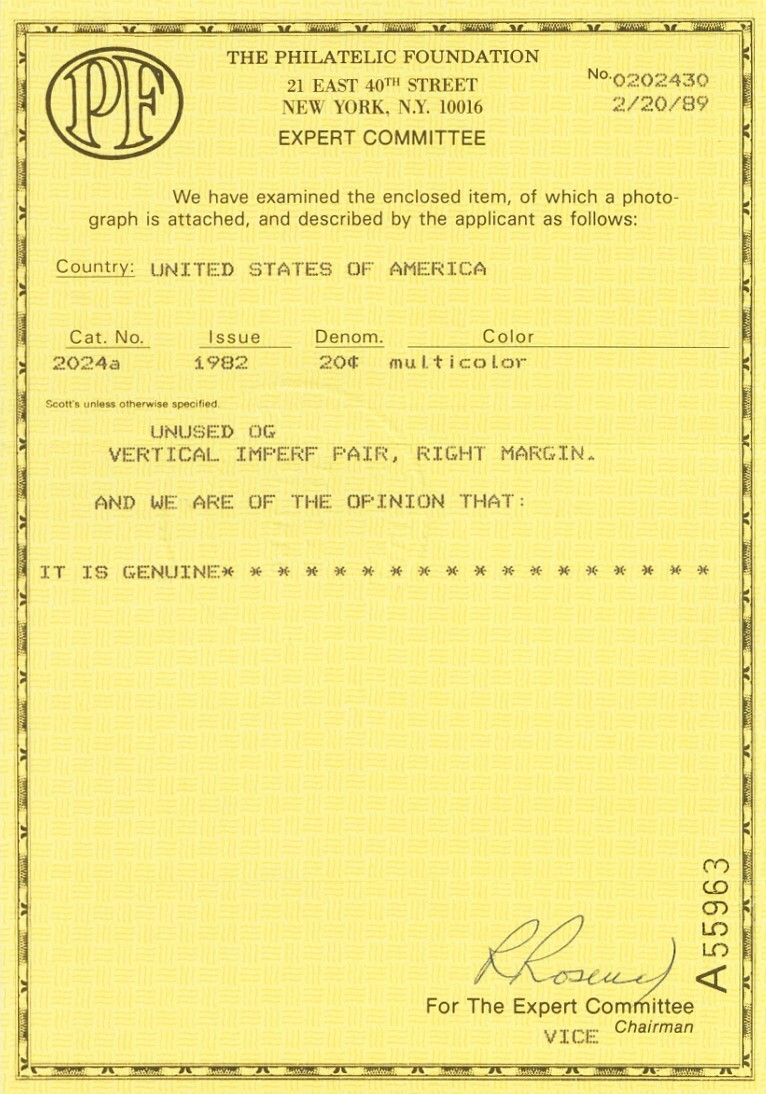 PF
THE PHILATELIC FOUNDATION
21 EAST 40TH STREET
NEW YORK, N.Y. 10016
EXPERT COMMITTEE
No. 0202430
2/20/89
We have examined the enclosed item, of which a photo-
graph is attached, and described by the applicant as follows:
Country: UNITED STATES OF AMERICA
Cat. No. Issue Denom. Color
2024a 1982 20¢ multicolor
Scott's unless otherwise specified.
UNUSED OG
VERTICAL IMPERF PAIR, RIGHT MARGIN.
AND WE ARE OF THE OPINION THAT:
IT IS GENUINE* * * * * * * * * * * * * * * * * *
A55963
For The Expert Committee
Chairman
VICE